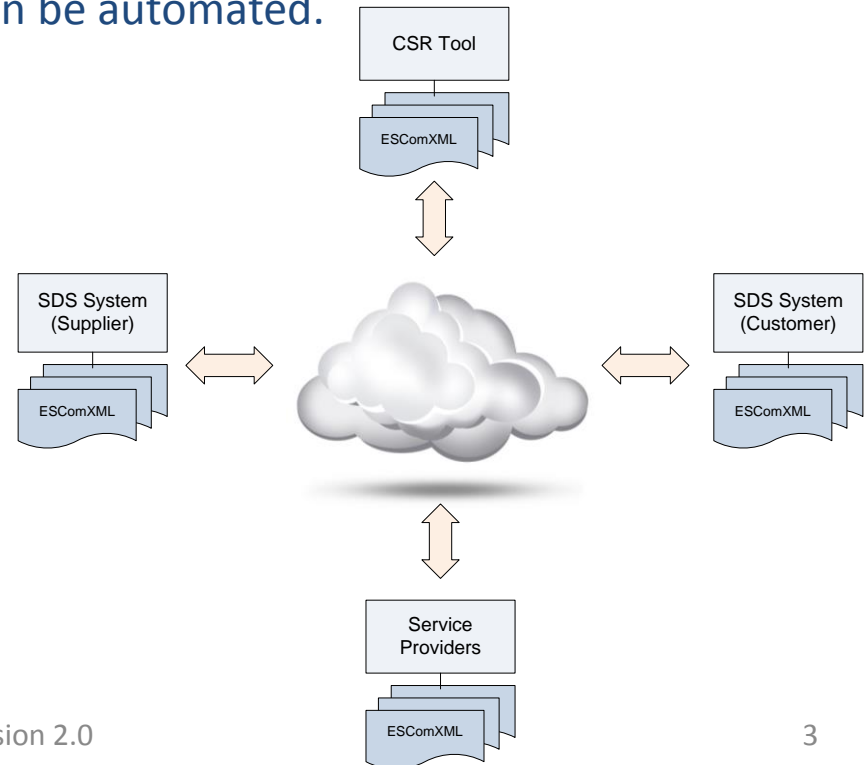 n be automated.
CSR Tool
ESComXML
SDS System
(Supplier)
ESComXML
SDS System
(Customer)
ESComXML
Service
Providers
ESComXML
sion 2.0
3